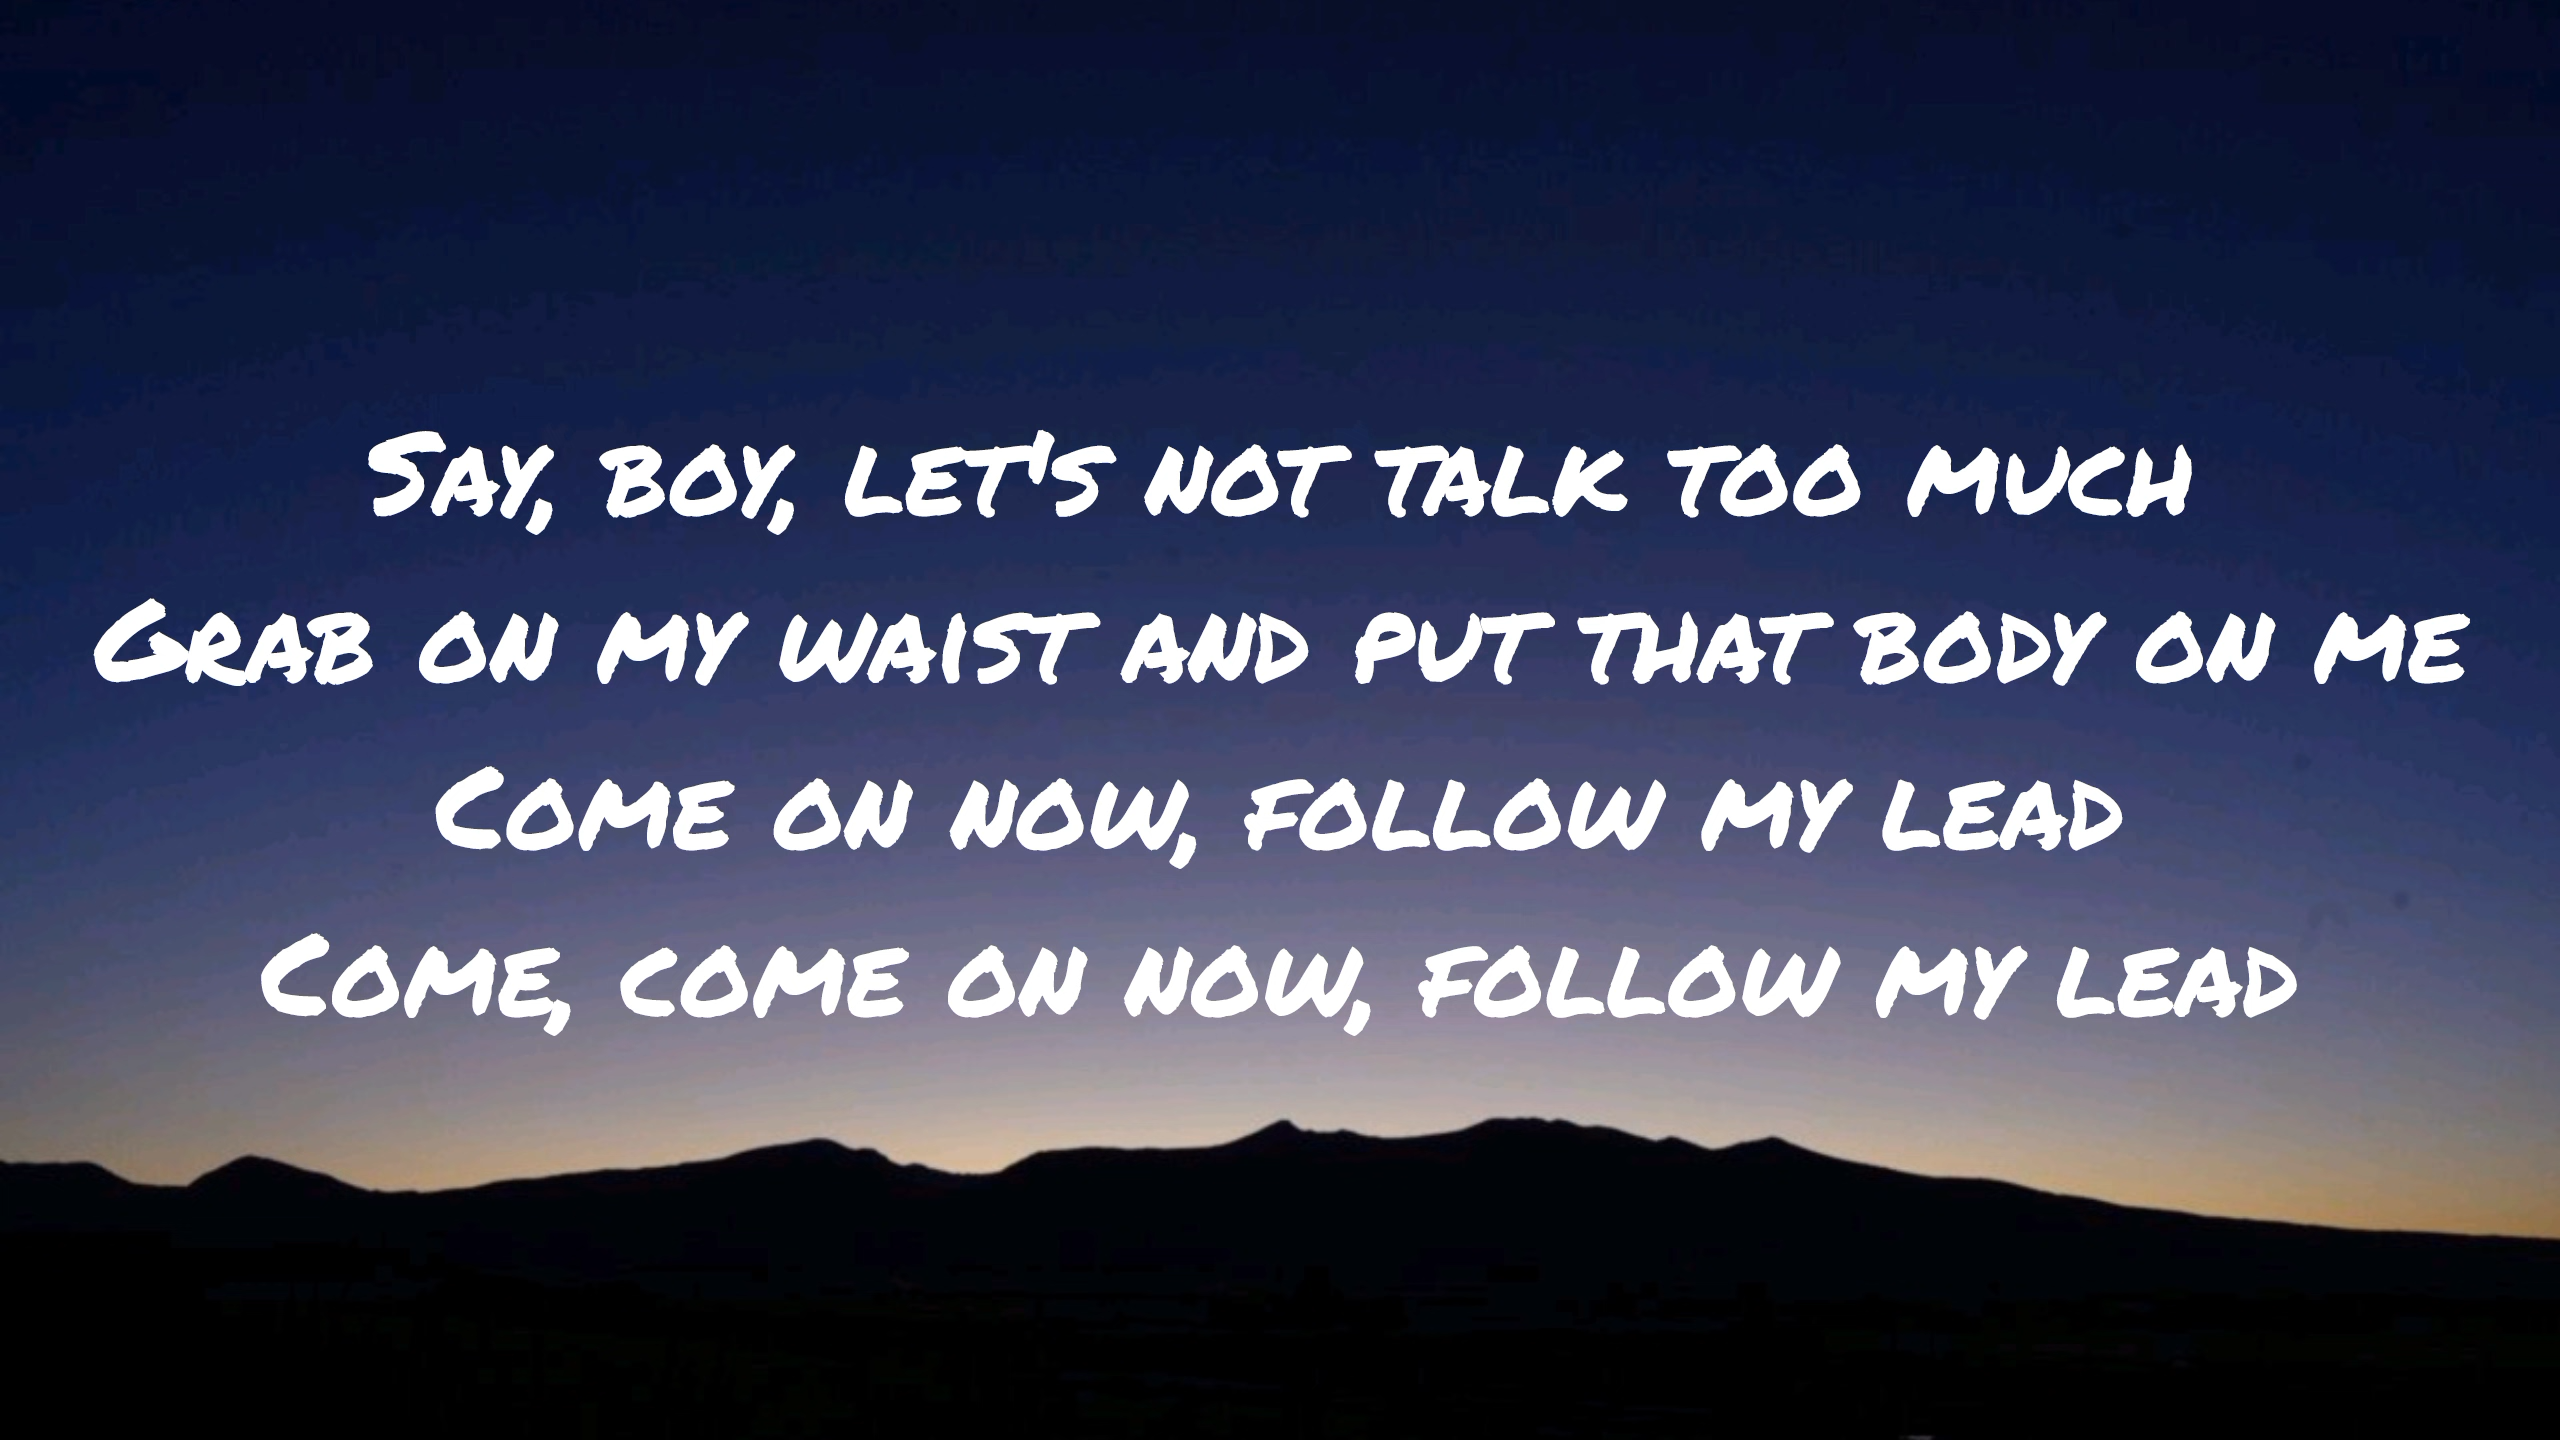 Say, boy, let's not talk too much
Grab on my waist and put that body on me
Come on now, follow my lead
Come, come on now, follow my lead